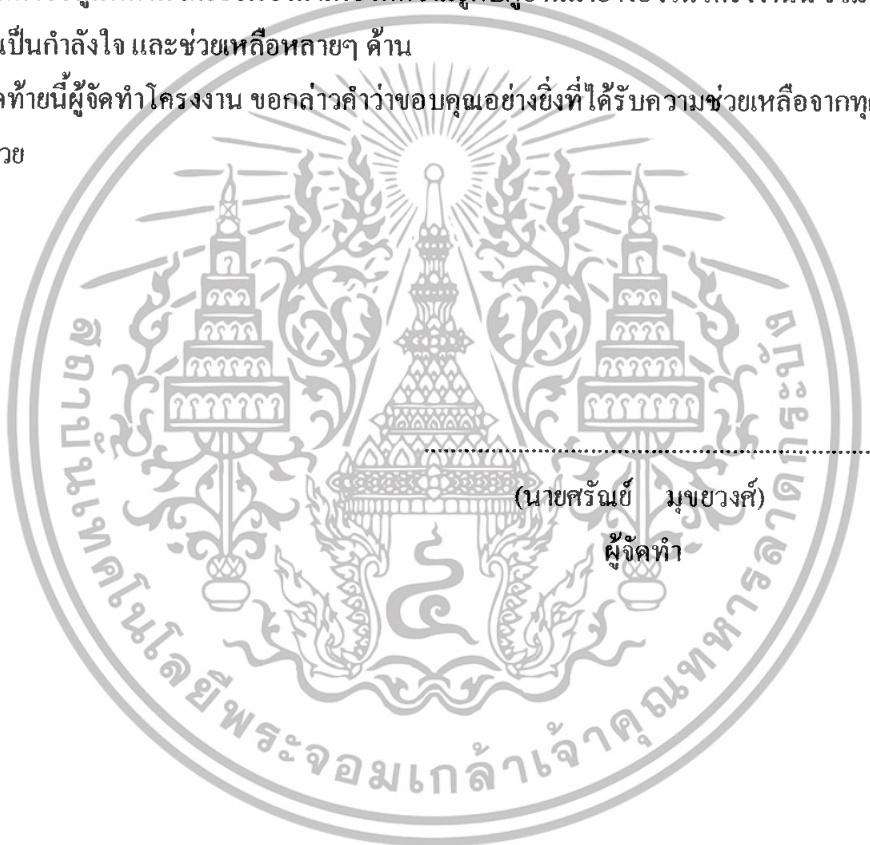 เป็นกำลังใจ และช่วยเหลือหลายๆ ด้าน
ท้ายนี้ผู้จัดทำโครงงาน ขอกล่าวคำว่าขอบคุณอย่างยิ่งที่ได้รับความช่วยเหลือจาก
(นายศรัณย์ มุขยวงศ์)
ผู้จัดทำ
สถาบันเทคโนโลยีพระจอมเกล้าเจ้าคุณทหารลาดกระบัง